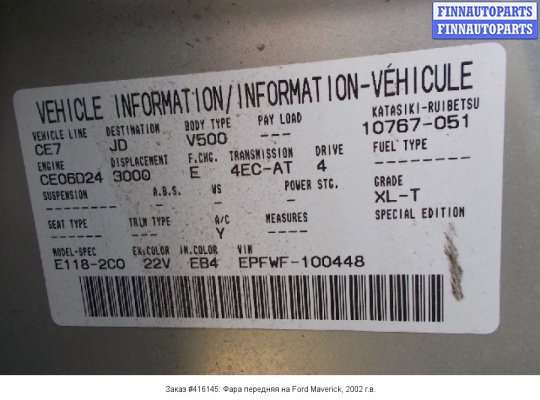 FINNAUTOPARTS
FINNAUTOPARTS
VEHICLE INFORMATION/INFORMATION-VÉHICULE
VEHICLE LINE DESTINATION BODY TYPE PAY LOAD KATASIKI-RUIBETSU
CE7 JD V500 --- 10767-051
ENGINE DISPLACEMENT F.CHG. TRANSMISSION DRIVE FUEL TYPE
CE06D24 3000 E 4EC-AT 4 -------
SUSPENSION A.B.S. WS POWER STG. GRADE
------- --- - --- XL-T
SEAT TYPE TRIM TYPE A/C MEASURES SPECIAL EDITION
------- --- Y ---
MODEL-SPEC EX.COLOR IN.COLOR VIN
E118-2C0 22V EB4 EPFWF-100448
Заказ #416145: Фара передняя на Ford Maverick, 2002 г.в.